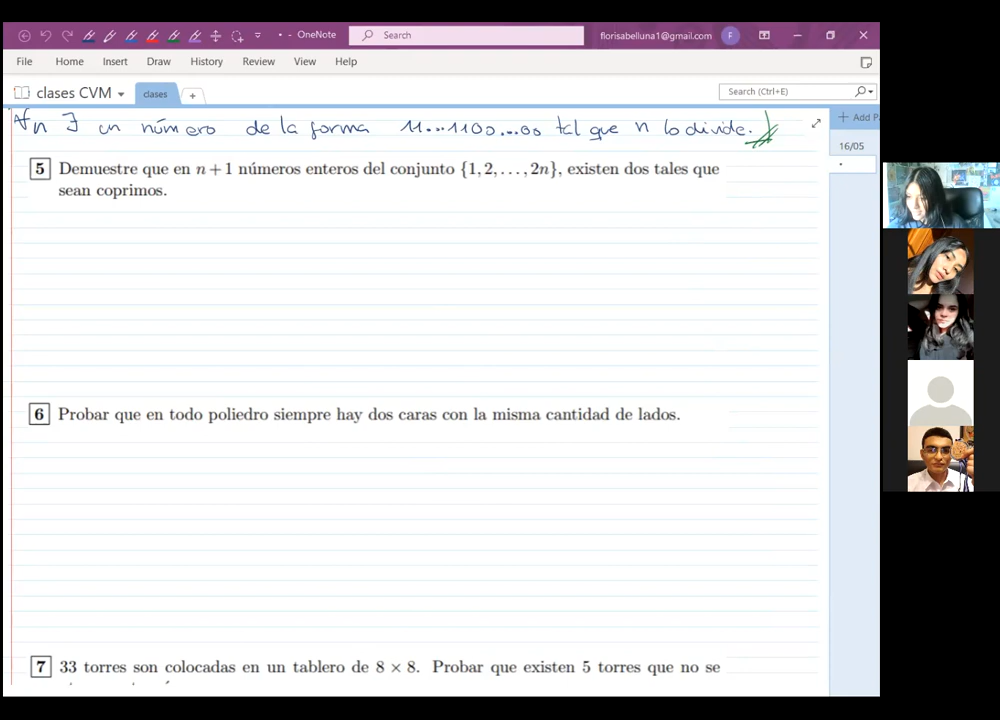 OneNote
Search
florisabelluna1@gmail.com
F
File Home Insert Draw History Review View Help
clases CVM
clases
+
Search (Ctrl+E)
∀n ∃ un número de la forma 11...1100...00 tal que n lo divide.
+ Add Pa
16/05
5 Demuestre que en n + 1 números enteros del conjunto {1, 2, . . . , 2n}, existen dos tales que
sean coprimos.
6 Probar que en todo poliedro siempre hay dos caras con la misma cantidad de lados.
7 33 torres son colocadas en un tablero de 8 × 8. Probar que existen 5 torres que no se